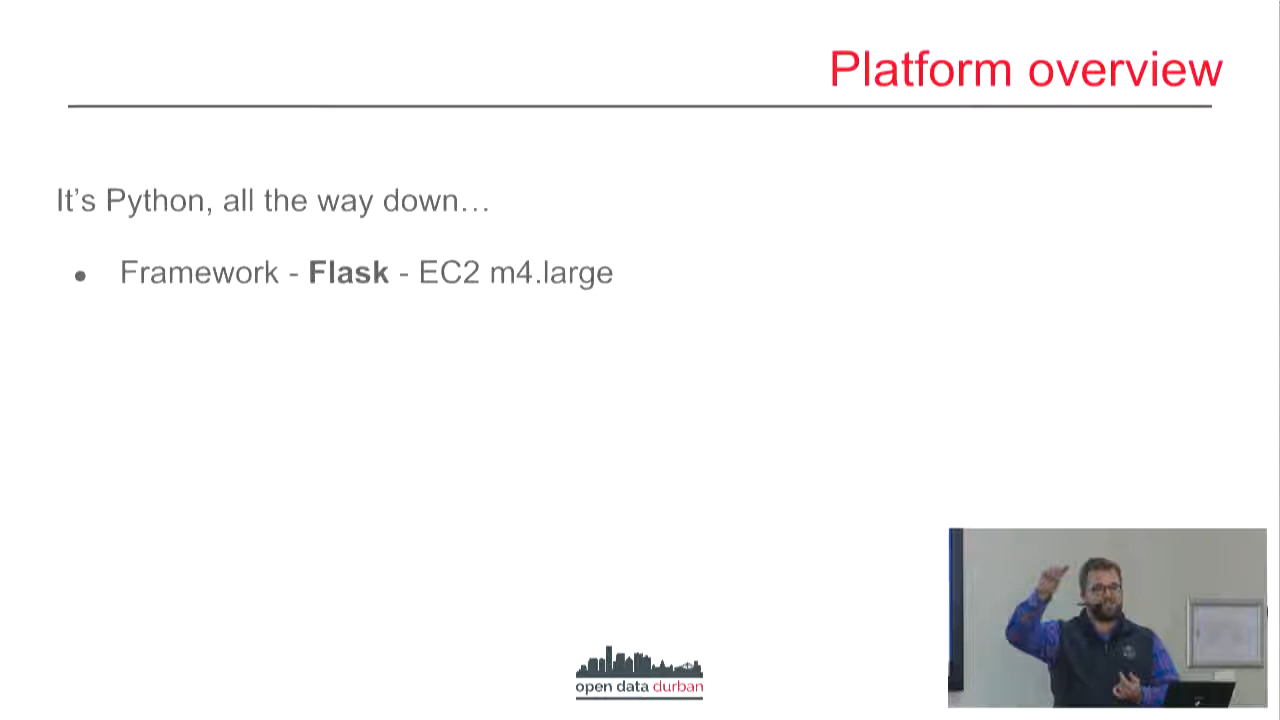 Platform overview
It’s Python, all the way down…
● Framework - Flask - EC2 m4.large
open data durban